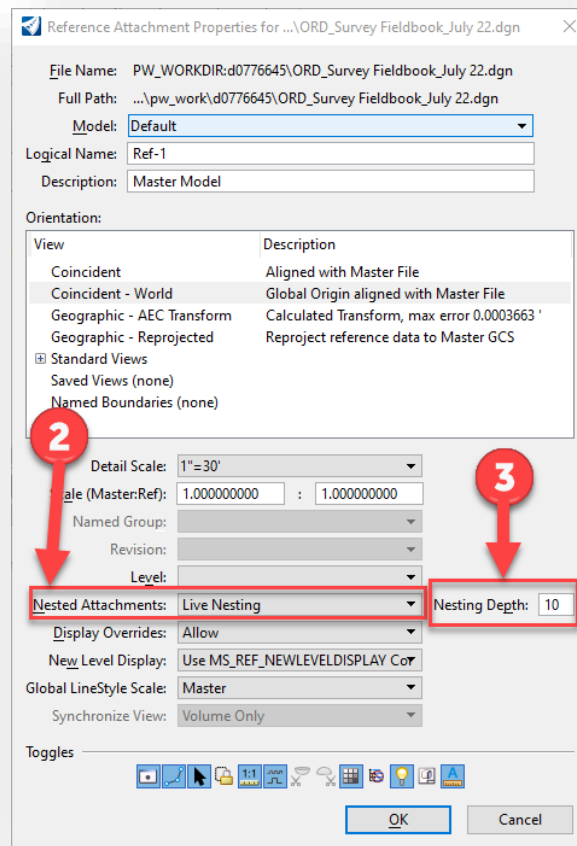 Reference Attachment Properties for ...\ORD_Survey Fieldbook_July 22.dgn
File Name: PW_WORKDIR:d0776645\ORD_Survey Fieldbook_July 22.dgn
Full Path: ...\pw_work\d0776645\ORD_Survey Fieldbook_July 22.dgn
Model: Default
Logical Name: Ref-1
Description: Master Model
Orientation:
View Description
Coincident Aligned with Master File
Coincident - World Global Origin aligned with Master File
Geographic - AEC Transform Calculated Transform, max error 0.0003663 '
Geographic - Reprojected Reproject reference data to Master GCS
Standard Views
Saved Views (none)
Named Boundaries (none)
2
3
Detail Scale: 1"=30'
ale (Master:Ref): 1.000000000 : 1.000000000
Named Group:
Revision:
Level:
Nested Attachments: Live Nesting Nesting Depth: 10
Display Overrides: Allow
New Level Display: Use MS_REF_NEWLEVELDISPLAY Cor
Global LineStyle Scale: Master
Synchronize View: Volume Only
Toggles
1:1
A
OK Cancel